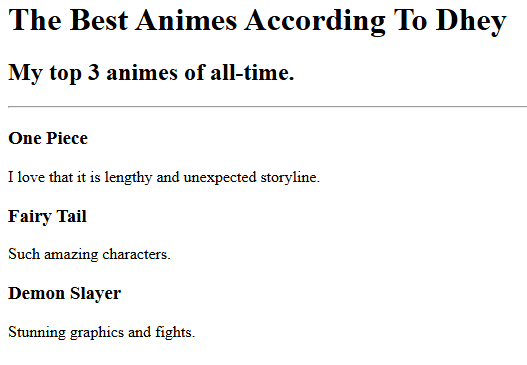 The Best Animes According To Dhey
My top 3 animes of all-time.
One Piece
I love that it is lengthy and unexpected storyline.
Fairy Tail
Such amazing characters.
Demon Slayer
Stunning graphics and fights.